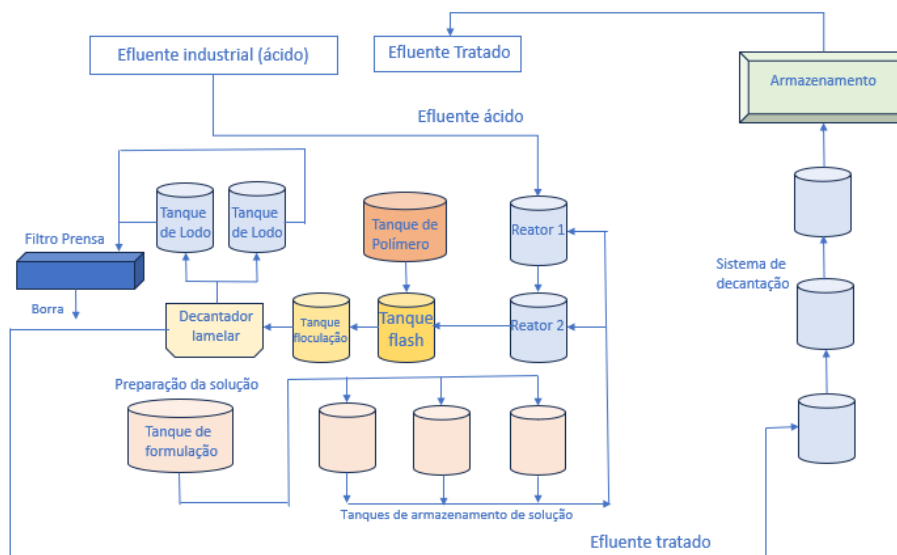 Efluente industrial (ácido)
Efluente Tratado
Armazenamento
Efluente ácido
Tanque
de Lodo
Tanque
de Lodo
Tanque de
Polímero
Reator 1
Filtro Prensa
Sistema de
decantação
Borra
Decantador
lamelar
Tanque
floculação
Tanque
flash
Reator 2
Preparação da solução
Tanque de
formulação
Tanques de armazenamento de solução
Efluente tratado